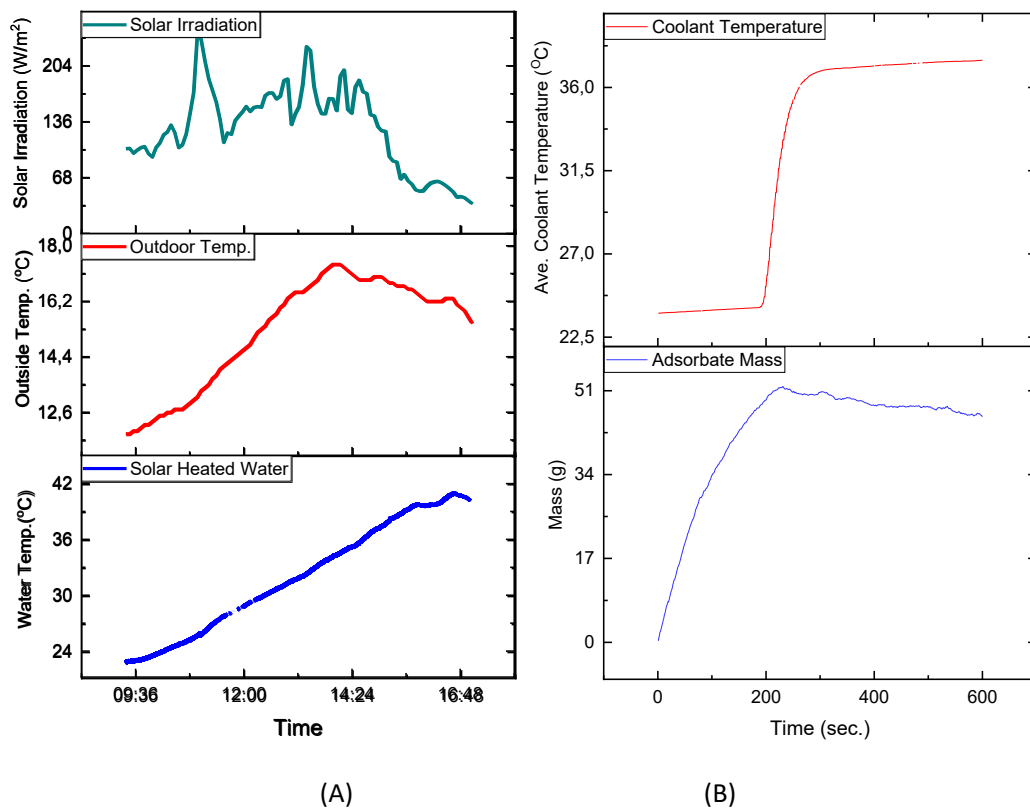 Solar Irradiation
Solar Irradiation (W/m²)
204
136
68
0
Outdoor Temp.
Outside Temp. (ºC)
18,0
16,2
14,4
12,6
Solar Heated Water
Water Temp.(ºC)
42
36
30
24
09:36 12:00 14:24 16:48
Time
(A)
Coolant Temperature
Ave. Coolant Temperature (ᴼC)
36,0
31,5
27,0
22,5
Adsorbate Mass
Mass (g)
51
34
17
0
0 200 400 600
Time (sec.)
(B)